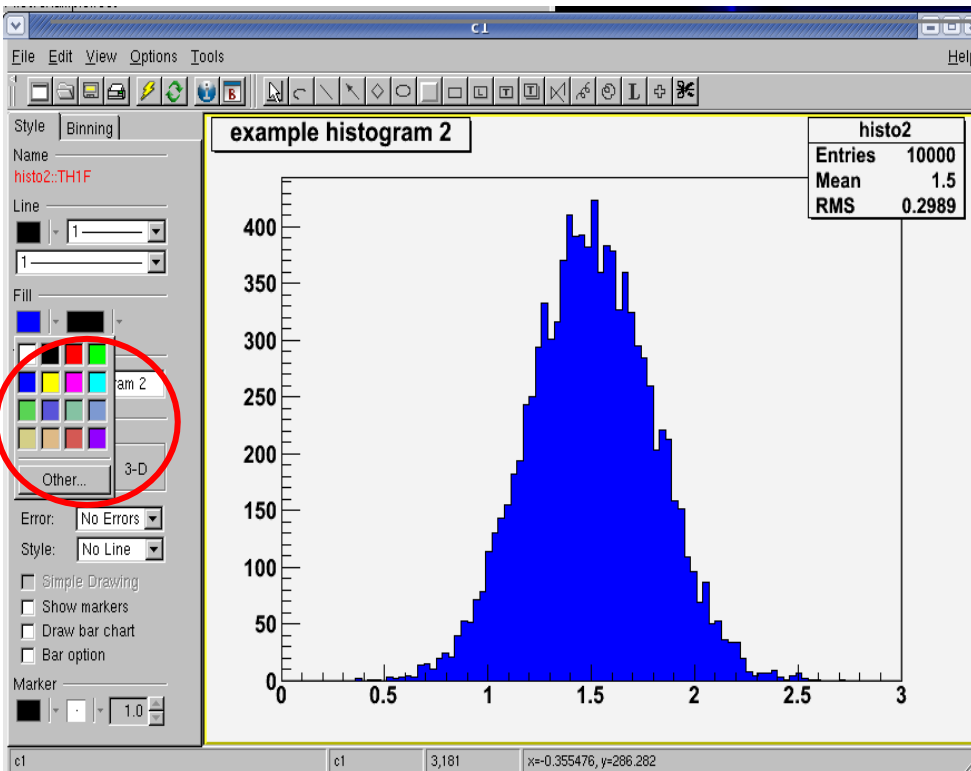 c1
File Edit View Options Tools Help
Style Binning
Name
histo2::TH1F
Line
1
1
Fill
ram 2
3-D
Other...
Error: No Errors
Style: No Line
Simple Drawing
Show markers
Draw bar chart
Bar option
Marker
1.0
example histogram 2
histo2
Entries 10000
Mean 1.5
RMS 0.2989
400
350
300
250
200
150
100
50
0
0 0.5 1 1.5 2 2.5 3
c1 c1 3,181 x=-0.355476, y=286.282